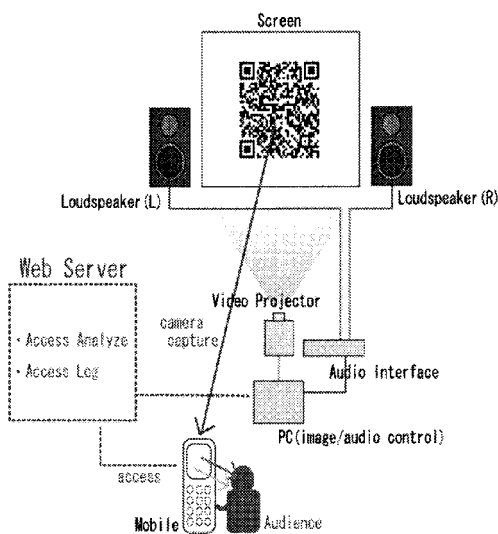 Screen
Loudspeaker(L)
Loudspeaker(R)
Web Server
・Access Analyze
・Access Log
camera
capture
Video Projector
Audio Interface
PC(image/audio control)
access
Mobile
Audience